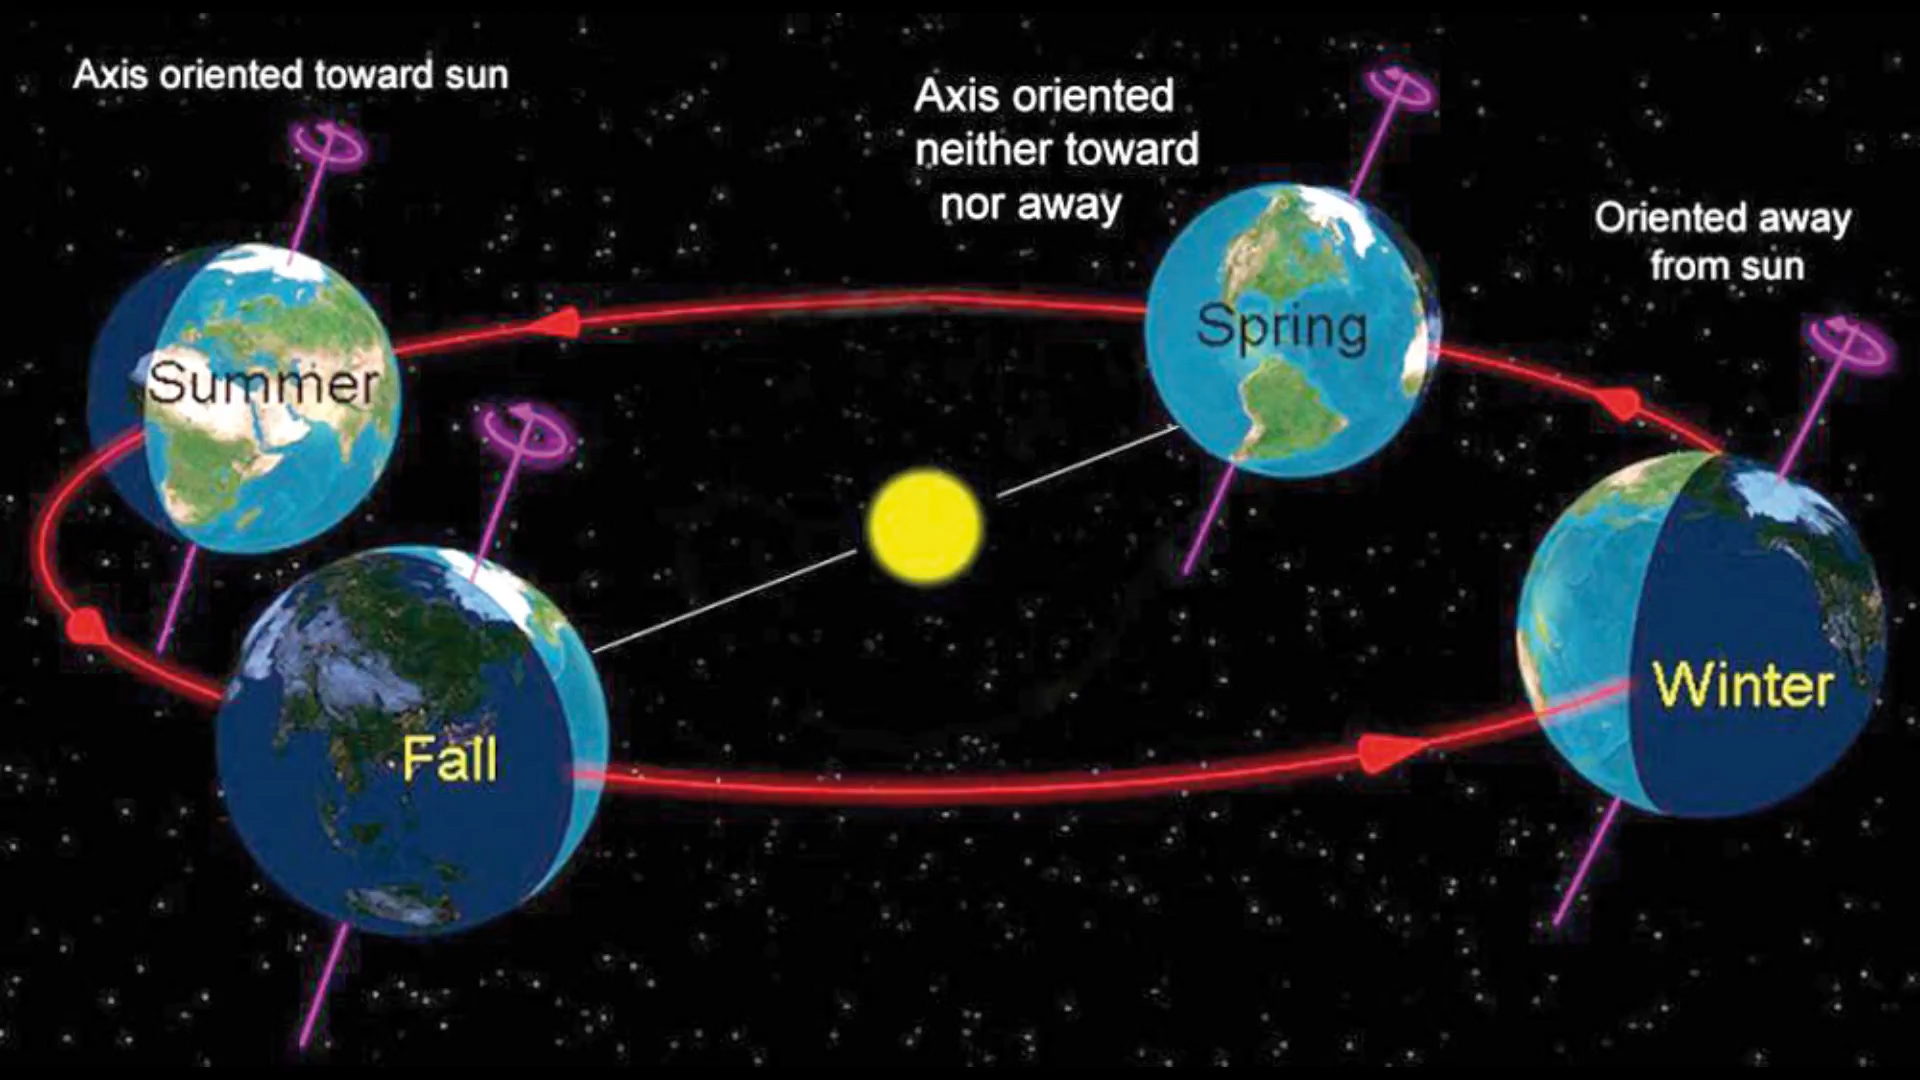 Axis oriented toward sun
Axis oriented
neither toward
nor away
Oriented away
from sun
Spring
Summer
Winter
Fall